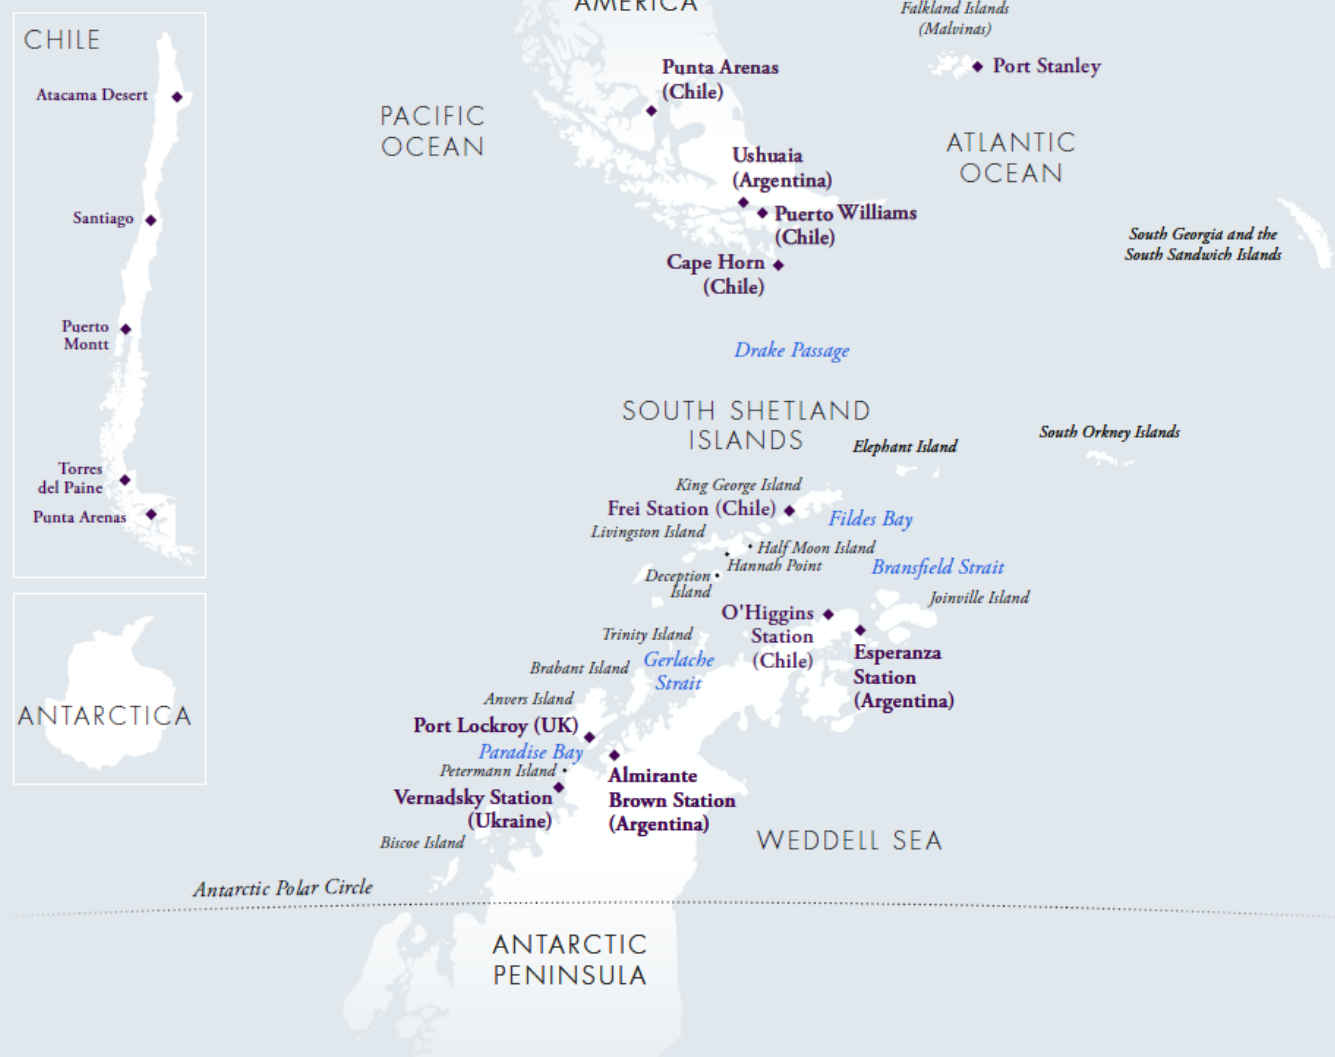 AMERICA
Falkland Islands
(Malvinas)
Port Stanley
CHILE
Atacama Desert
Santiago
Puerto
Montt
Torres
del Paine
Punta Arenas
PACIFIC
OCEAN
Punta Arenas
(Chile)
ATLANTIC
OCEAN
Ushuaia
(Argentina)
Puerto Williams
(Chile)
Cape Horn
(Chile)
South Georgia and the
South Sandwich Islands
Drake Passage
SOUTH SHETLAND
ISLANDS
Elephant Island
South Orkney Islands
King George Island
Frei Station (Chile)
Fildes Bay
Livingston Island
Half Moon Island
Hannah Point
Bransfield Strait
Deception
Island
Joinville Island
O'Higgins
Station
(Chile)
Trinity Island
Esperanza
Station
(Argentina)
Gerlache
Strait
Brabant Island
Anvers Island
Port Lockroy (UK)
Paradise Bay
Petermann Island
Almirante
Brown Station
(Argentina)
Vernadsky Station
(Ukraine)
Biscoe Island
WEDDELL SEA
ANTARCTICA
Antarctic Polar Circle
ANTARCTIC
PENINSULA